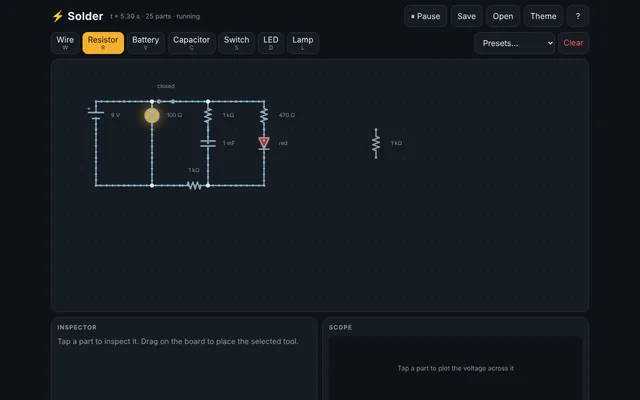 ⚡ Solder
t = 5.30 s · 25 parts · running
Pause
Save
Open
Theme
?
Wire
W
Resistor
R
Battery
V
Capacitor
C
Switch
S
LED
D
Lamp
L
Presets...
Clear
closed
+
9 V
100 Ω
1 kΩ
470 Ω
1 mF
red
1 kΩ
1 kΩ
INSPECTOR
Tap a part to inspect it. Drag on the board to place the selected tool.
SCOPE
Tap a part to plot the voltage across it